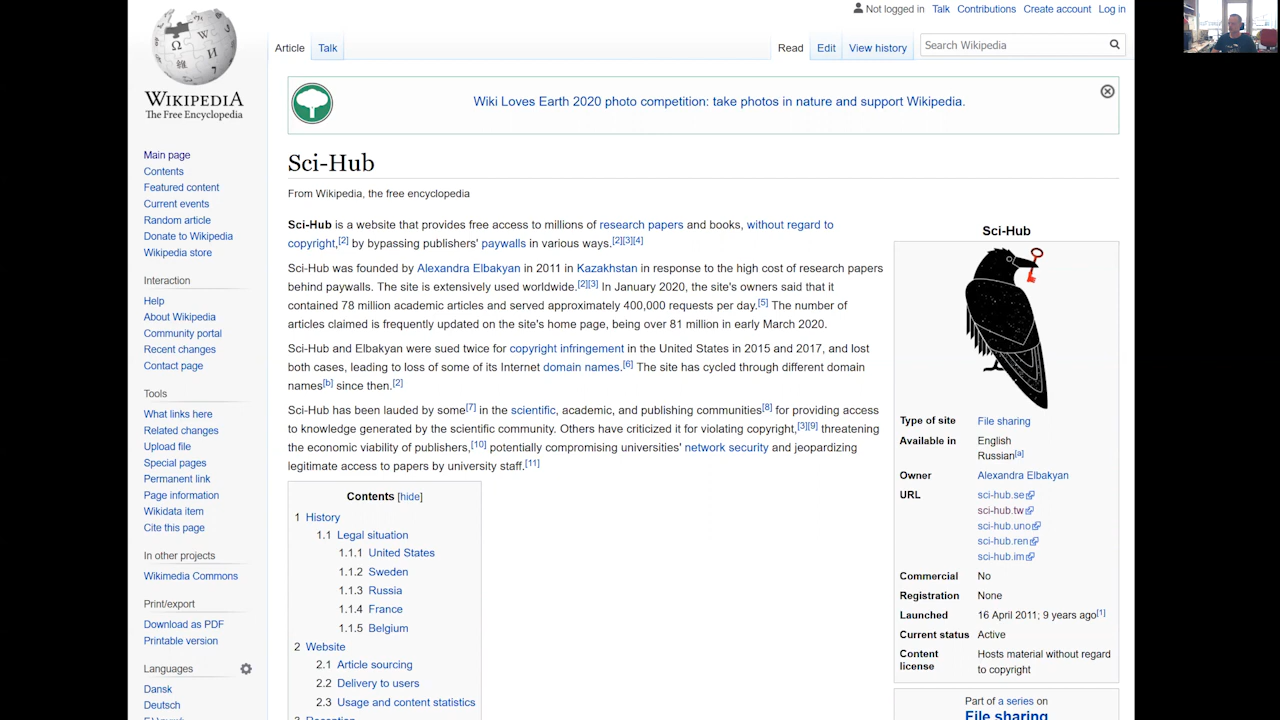 Not logged in Talk Contributions Create account Log in
Article Talk Read Edit View history Search Wikipedia
WIKIPEDIA
The Free Encyclopedia
Wiki Loves Earth 2020 photo competition: take photos in nature and support Wikipedia.
Main page
Contents
Featured content
Current events
Random article
Donate to Wikipedia
Wikipedia store
Interaction
Help
About Wikipedia
Community portal
Recent changes
Contact page
Tools
What links here
Related changes
Upload file
Special pages
Permanent link
Page information
Wikidata item
Cite this page
In other projects
Wikimedia Commons
Print/export
Download as PDF
Printable version
Languages
Dansk
Deutsch
Sci-Hub
From Wikipedia, the free encyclopedia
Sci-Hub is a website that provides free access to millions of research papers and books, without regard to
copyright,[2] by bypassing publishers' paywalls in various ways.[2][3][4]
Sci-Hub was founded by Alexandra Elbakyan in 2011 in Kazakhstan in response to the high cost of research papers
behind paywalls. The site is extensively used worldwide.[2][3] In January 2020, the site's owners said that it
contained 78 million academic articles and served approximately 400,000 requests per day.[5] The number of
articles claimed is frequently updated on the site's home page, being over 81 million in early March 2020.
Sci-Hub and Elbakyan were sued twice for copyright infringement in the United States in 2015 and 2017, and lost
both cases, leading to loss of some of its Internet domain names.[6] The site has cycled through different domain
names[b] since then.[2]
Sci-Hub has been lauded by some[7] in the scientific, academic, and publishing communities[8] for providing access
to knowledge generated by the scientific community. Others have criticized it for violating copyright,[3][9] threatening
the economic viability of publishers,[10] potentially compromising universities' network security and jeopardizing
legitimate access to papers by university staff.[11]
Contents [hide]
1 History
1.1 Legal situation
1.1.1 United States
1.1.2 Sweden
1.1.3 Russia
1.1.4 France
1.1.5 Belgium
2 Website
2.1 Article sourcing
2.2 Delivery to users
2.3 Usage and content statistics
Sci-Hub
Type of site File sharing
Available in English
Russian[a]
Owner Alexandra Elbakyan
URL sci-hub.se
sci-hub.tw
sci-hub.uno
sci-hub.ren
sci-hub.im
Commercial No
Registration None
Launched 16 April 2011; 9 years ago[1]
Current status Active
Content Hosts material without regard
license to copyright
Part of a series on
File sharing